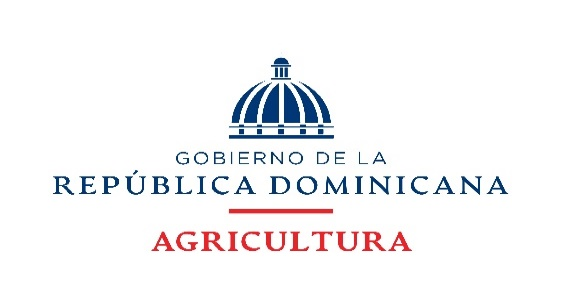 GOBIERNO DE LA
REPÚBLICA DOMINICANA
AGRICULTURA